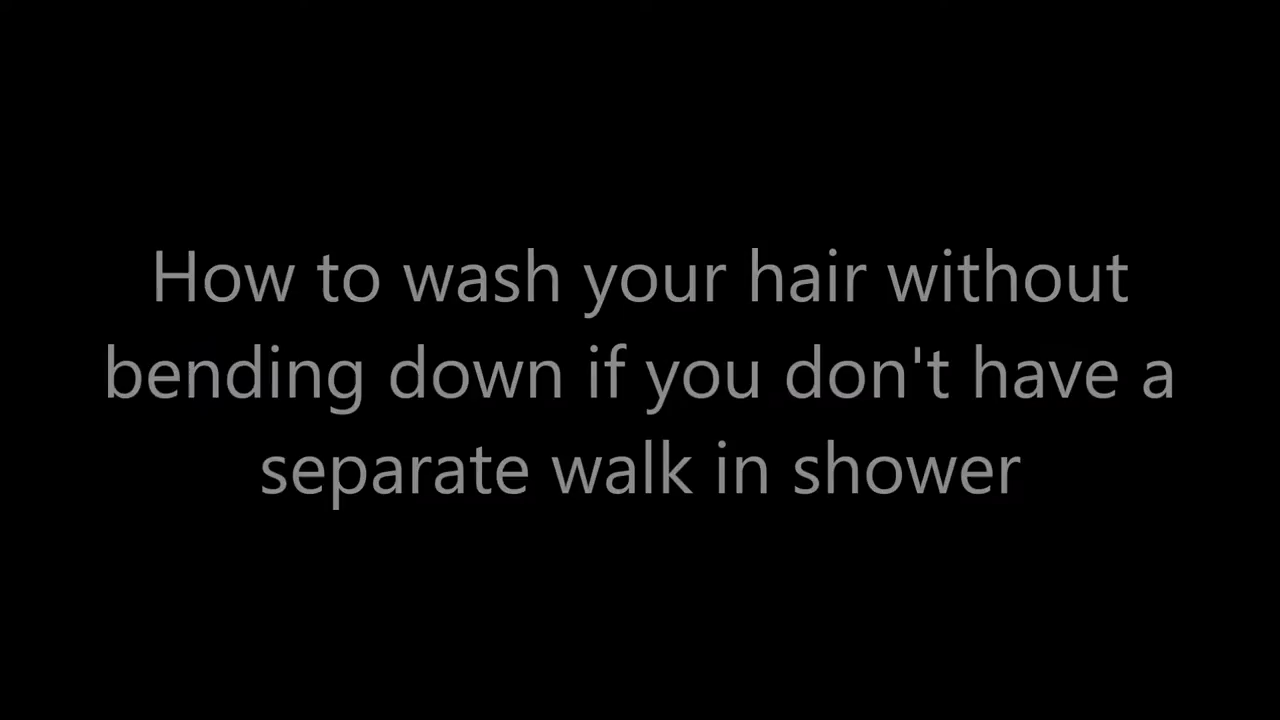 How to wash your hair without
bending down if you don't have a
separate walk in shower